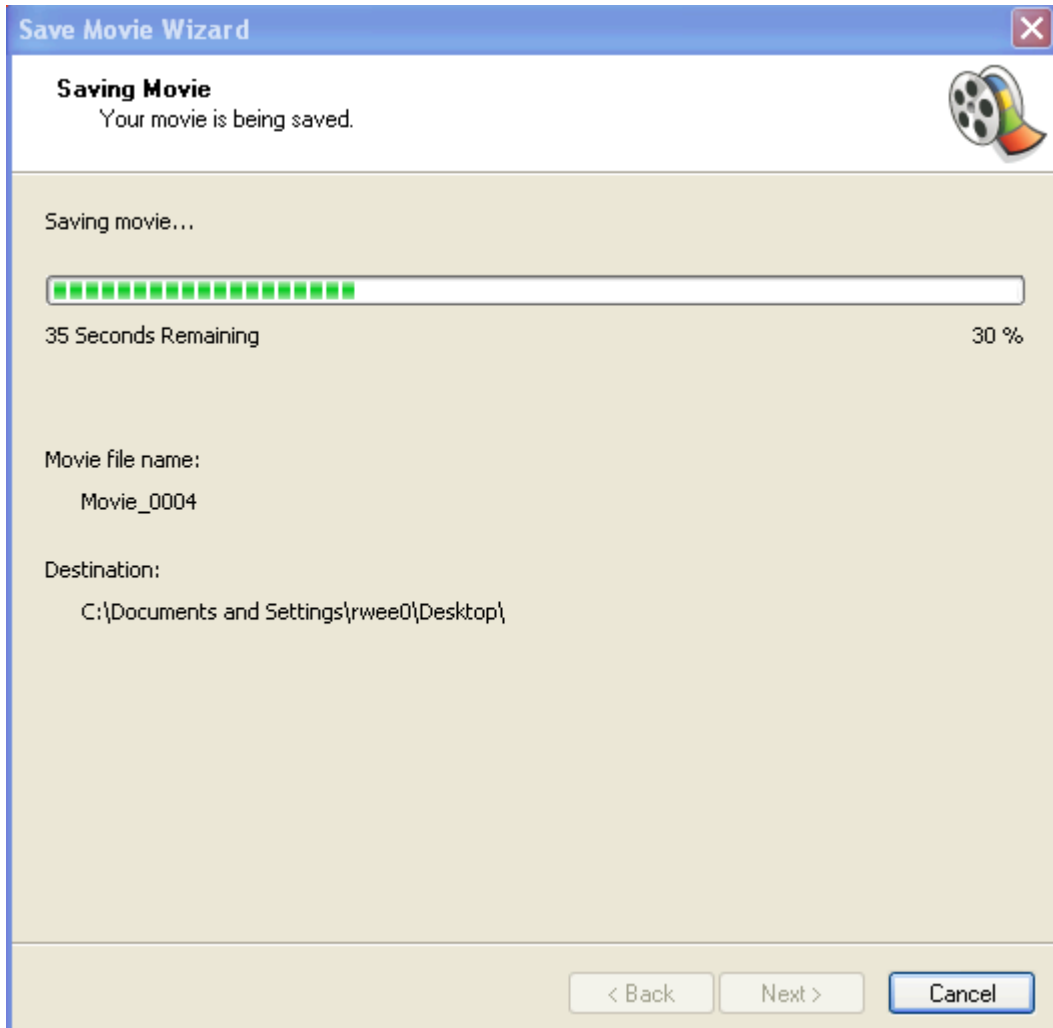 Save Movie Wizard
Saving Movie
Your movie is being saved.
Saving movie...
35 Seconds Remaining
30 %
Movie file name:
Movie_0004
Destination:
C:\Documents and Settings\rwee0\Desktop\
< Back
Next >
Cancel